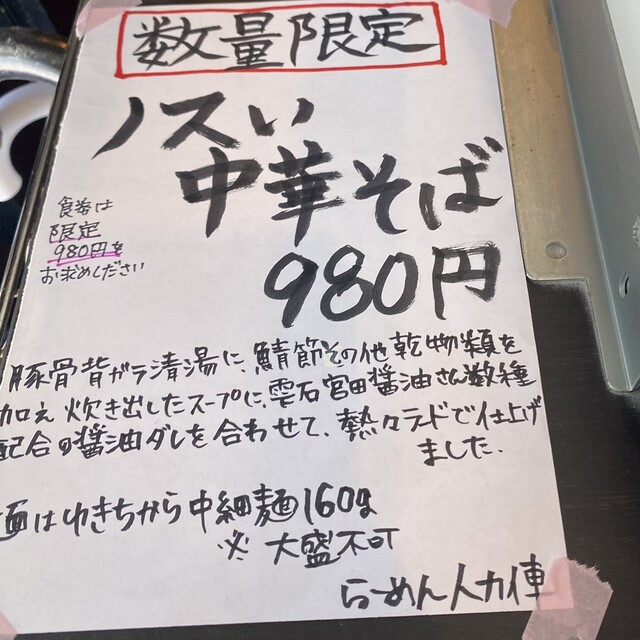 数量限定
ノスい
中華そば
980円
食券は
限定
980円を
お求めください
豚骨背ガラ清湯に、鯖節その他乾物類を
加え炊き出したスープに、雫石宮田醤油さん数種
配合の醤油ダレを合わせて、熱々ラードで仕上げ
ました。
麺はゆきちから中細麺160g
※大盛不可
らーめん人力俥